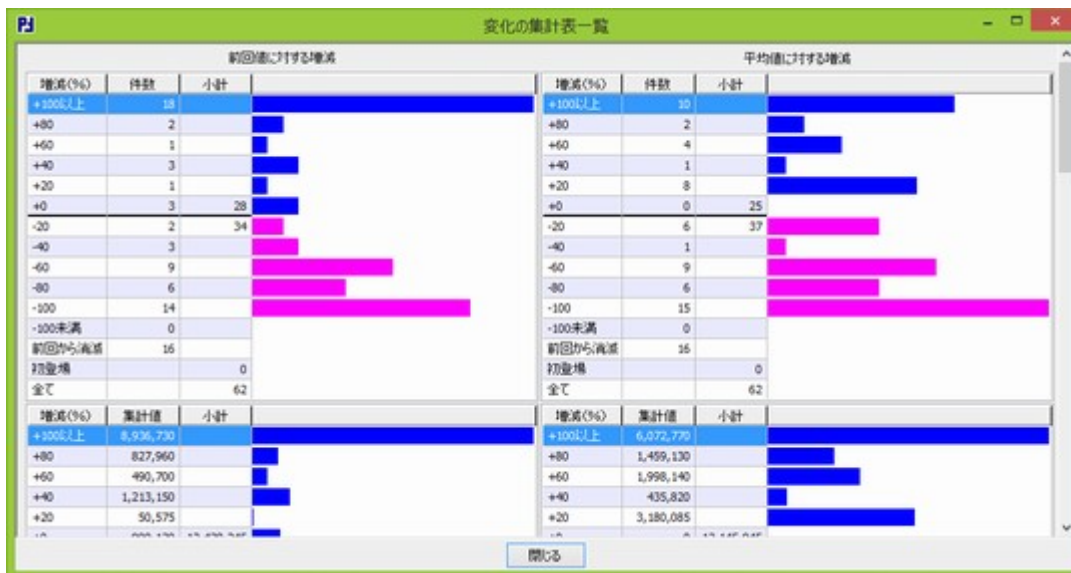 変化の集計表一覧
前回値に対する増減 平均値に対する増減
増減(%) 件数 小計 増減(%) 件数 小計
+100以上 18 +100以上 10
+80 2 +80 2
+60 1 +60 4
+40 3 +40 1
+20 1 +20 8
+0 3 28 +0 0 25
-20 2 34 -20 6 37
-40 3 -40 1
-60 9 -60 9
-80 6 -80 6
-100 14 -100 15
-100未満 0 -100未満 0
前回から消滅 16 前回から消滅 16
初登場 0 初登場 0
全て 62 全て 62
増減(%) 集計値 小計 増減(%) 集計値 小計
+100以上 8,936,730 +100以上 6,072,770
+80 827,960 +80 1,459,130
+60 490,700 +60 1,998,140
+40 1,213,150 +40 435,820
+20 50,575 +20 3,180,085
閉じる